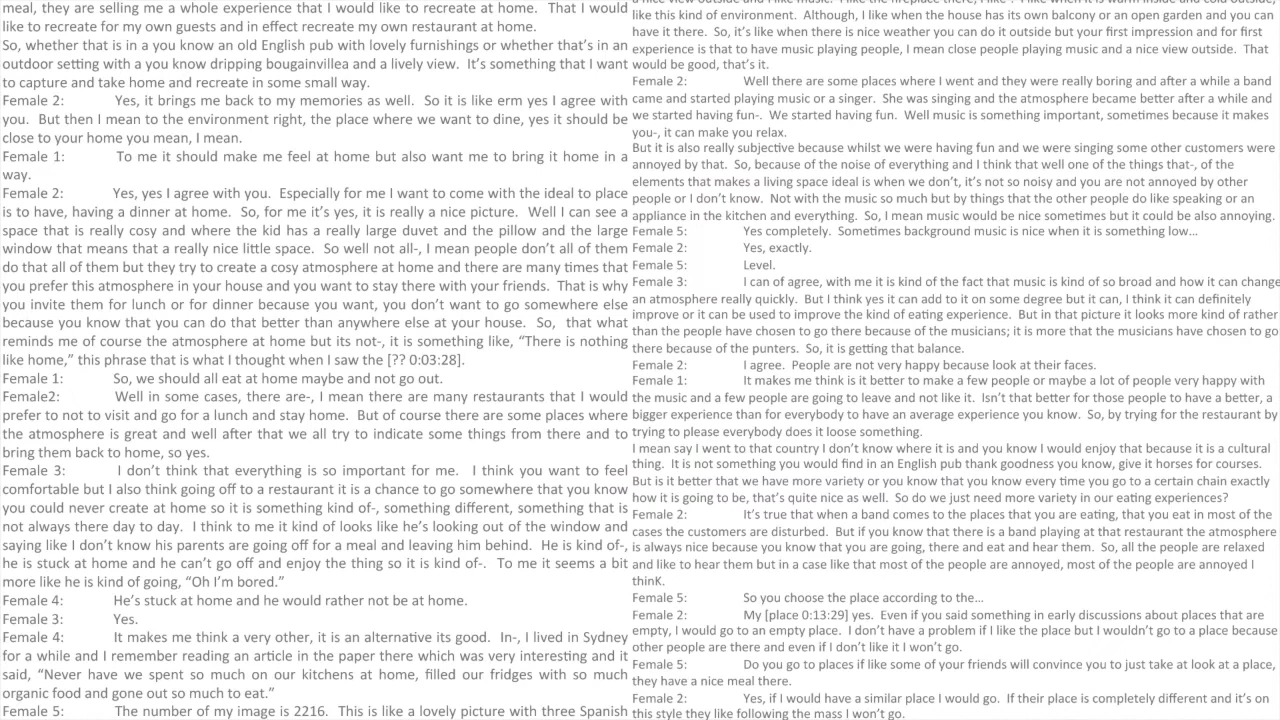 meal, they are selling me a whole experience that I would like to recreate at home.  That I would
like to recreate for my own guests and in effect recreate my own restaurant at home.
So, whether that is in a you know an old English pub with lovely furnishings or whether that's in an
outdoor setting with a you know dripping bougainvillea and a lively view.  It's something that I want
to capture and take home and recreate in some small way.
Female 2:	Yes, it brings me back to my memories as well.  So it is like erm yes I agree with
you.  But then I mean to the environment right, the place where we want to dine, yes it should be
close to your home you mean, I mean.
Female 1:	To me it should make me feel at home but also want me to bring it home in a
way.
Female 2:	Yes, yes I agree with you.  Especially for me I want to come with the ideal to place
is to have, having a dinner at home.  So, for me it's yes, it is really a nice picture.  Well I can see a
space that is really cosy and where the kid has a really large duvet and the pillow and the large
window that means that a really nice little space.  So well not all-, I mean people don't all of them
do that all of them but they try to create a cosy atmosphere at home and there are many times that
you prefer this atmosphere in your house and you want to stay there with your friends.  That is why
you invite them for lunch or for dinner because you want, you don't want to go somewhere else
because you know that you can do that better than anywhere else at your house.  So,  that what
reminds me of course the atmosphere at home but its not-, it is something like, "There is nothing
like home," this phrase that is what I thought when I saw the [?? 0:03:28].
Female 1:	So, we should all eat at home maybe and not go out.
Female2:	Well in some cases, there are-, I mean there are many restaurants that I would
prefer to not to visit and go for a lunch and stay home.  But of course there are some places where
the atmosphere is great and well after that we all try to indicate some things from there and to
bring them back to home, so yes.
Female 3:	I don't think that everything is so important for me.  I think you want to feel
comfortable but I also think going off to a restaurant it is a chance to go somewhere that you know
you could never create at home so it is something kind of-, something different, something that is
not always there day to day.  I think to me it kind of looks like he's looking out of the window and
saying like I don't know his parents are going off for a meal and leaving him behind.  He is kind of-,
he is stuck at home and he can't go off and enjoy the thing so it is kind of-.  To me it seems a bit
more like he is kind of going, "Oh I'm bored."
Female 4:	He's stuck at home and he would rather not be at home.
Female 3:	Yes.
Female 4:	It makes me think a very other, it is an alternative its good.  In-, I lived in Sydney
for a while and I remember reading an article in the paper there which was very interesting and it
said, "Never have we spent so much on our kitchens at home, filled our fridges with so much
organic food and gone out so much to eat."
Female 5:	The number of my image is 2216.  This is like a lovely picture with three Spanish
like this kind of environment.  Although, I like when the house has its own balcony or an open garden and you can
have it there.  So, it's like when there is nice weather you can do it outside but your first impression and for first
experience is that to have music playing people, I mean close people playing music and a nice view outside.  That
would be good, that's it.
Female 2:	Well there are some places where I went and they were really boring and after a while a band
came and started playing music or a singer.  She was singing and the atmosphere became better after a while and
we started having fun-.  We started having fun.  Well music is something important, sometimes because it makes
you-, it can make you relax.
But it is also really subjective because whilst we were having fun and we were singing some other customers were
annoyed by that.  So, because of the noise of everything and I think that well one of the things that-, of the
elements that makes a living space ideal is when we don't, it's not so noisy and you are not annoyed by other
people or I don't know.  Not with the music so much but by things that the other people do like speaking or an
appliance in the kitchen and everything.  So, I mean music would be nice sometimes but it could be also annoying.
Female 5:	Yes completely.  Sometimes background music is nice when it is something low…
Female 2:	Yes, exactly.
Female 5:	Level.
Female 3:	I can of agree, with me it is kind of the fact that music is kind of so broad and how it can change
an atmosphere really quickly.  But I think yes it can add to it on some degree but it can, I think it can definitely
improve or it can be used to improve the kind of eating experience.  But in that picture it looks more kind of rather
than the people have chosen to go there because of the musicians; it is more that the musicians have chosen to go
there because of the punters.  So, it is getting that balance.
Female 2:	I agree.  People are not very happy because look at their faces.
Female 1:	It makes me think is it better to make a few people or maybe a lot of people very happy with
the music and a few people are going to leave and not like it.  Isn't that better for those people to have a better, a
bigger experience than for everybody to have an average experience you know.  So, by trying for the restaurant by
trying to please everybody does it loose something.
I mean say I went to that country I don't know where it is and you know I would enjoy that because it is a cultural
thing.  It is not something you would find in an English pub thank goodness you know, give it horses for courses.
But is it better that we have more variety or you know that you know every time you go to a certain chain exactly
how it is going to be, that's quite nice as well.  So do we just need more variety in our eating experiences?
Female 2:	It's true that when a band comes to the places that you are eating, that you eat in most of the
cases the customers are disturbed.  But if you know that there is a band playing at that restaurant the atmosphere
is always nice because you know that you are going, there and eat and hear them.  So, all the people are relaxed
and like to hear them but in a case like that most of the people are annoyed, most of the people are annoyed I
thinK.
Female 5:	So you choose the place according to the…
Female 2:	My [place 0:13:29] yes.  Even if you said something in early discussions about places that are
empty, I would go to an empty place.  I don't have a problem if I like the place but I wouldn't go to a place because
other people are there and even if I don't like it I won't go.
Female 5:	Do you go to places if like some of your friends will convince you to just take at look at a place,
they have a nice meal there.
Female 2:	Yes, if I would have a similar place I would go.  If their place is completely different and it's on
this style they like following the mass I won't go.